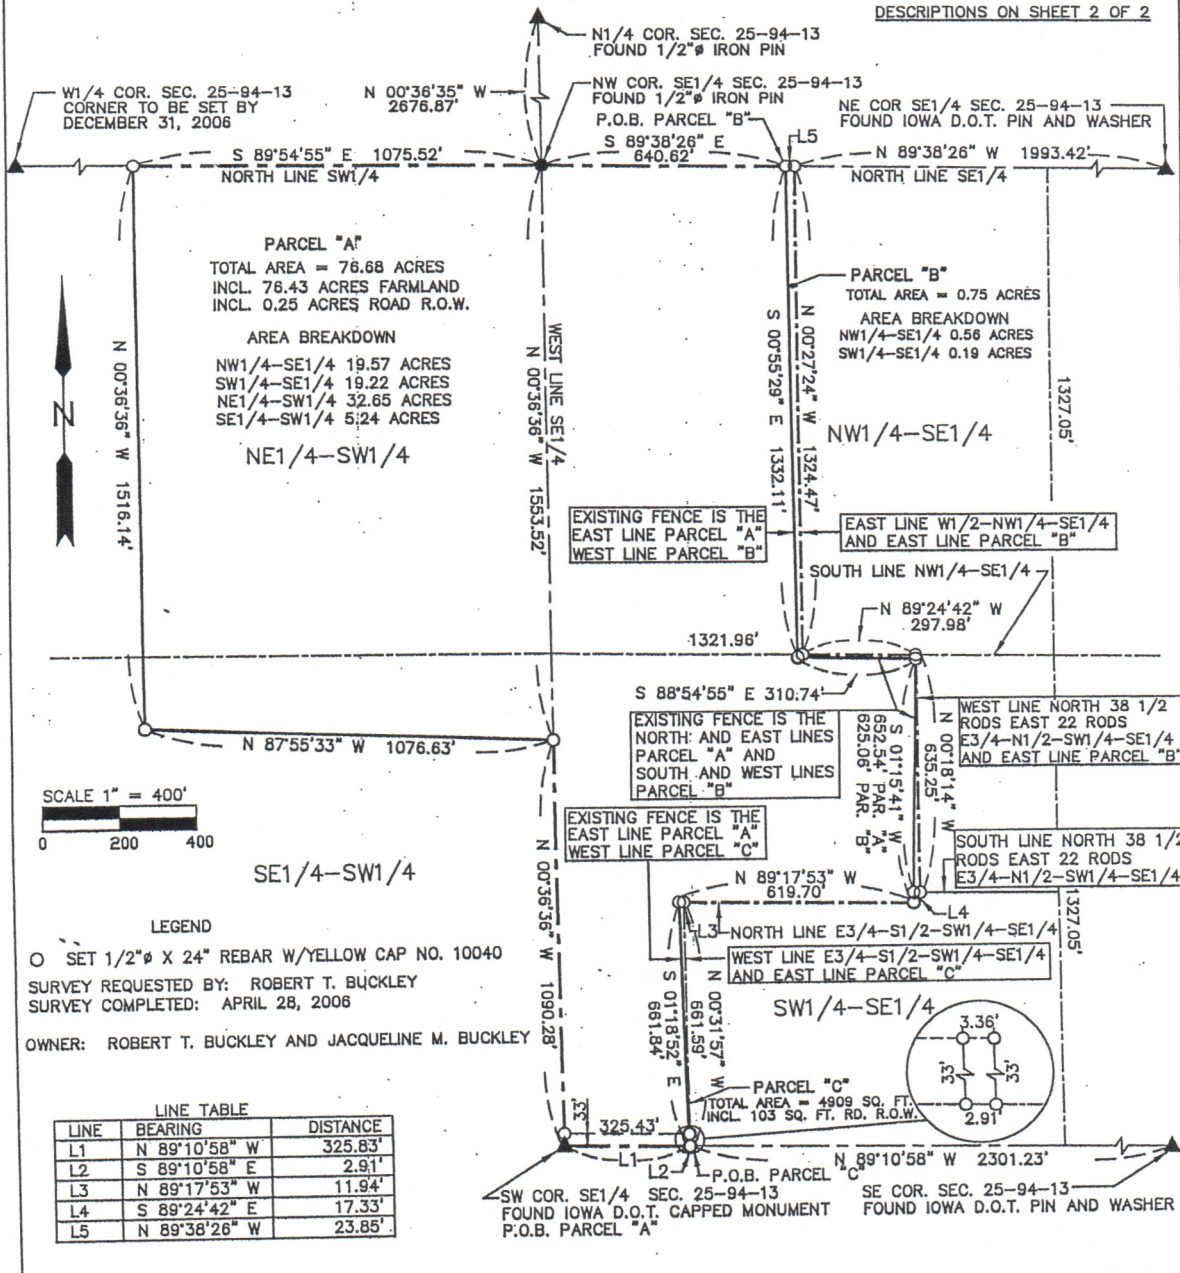 DESCRIPTIONS ON SHEET 2 OF 2
N1/4 COR. SEC. 25-94-13
FOUND 1/2"ø IRON PIN
W1/4 COR. SEC. 25-94-13
CORNER TO BE SET BY
DECEMBER 31, 2006
N 00°36'35" W
2676.87'
NW COR. SE1/4 SEC. 25-94-13
FOUND 1/2"ø IRON PIN
P.O.B. PARCEL "B"
NE COR SE1/4 SEC. 25-94-13
FOUND IOWA D.O.T. PIN AND WASHER
L5
S 89°54'55" E 1075.52'
NORTH LINE SW1/4
S 89°38'26" E
640.62'
N 89°38'26" W 1993.42'
NORTH LINE SE1/4
PARCEL "A"
TOTAL AREA = 76.68 ACRES
INCL. 76.43 ACRES FARMLAND
INCL. 0.25 ACRES ROAD R.O.W.
AREA BREAKDOWN
NW1/4-SE1/4 19.57 ACRES
SW1/4-SE1/4 19.22 ACRES
NE1/4-SW1/4 32.65 ACRES
SE1/4-SW1/4 5.24 ACRES
NE1/4-SW1/4
N
N 00°36'36" W 1516.14'
WEST LINE SE1/4
N 00°36'36" W 1553.52'
S 00°55'29" E 1332.11'
N 00°27'24" W 1324.47'
PARCEL "B"
TOTAL AREA = 0.75 ACRES
AREA BREAKDOWN
NW1/4-SE1/4 0.56 ACRES
SW1/4-SE1/4 0.19 ACRES
1327.05'
NW1/4-SE1/4
EXISTING FENCE IS THE
EAST LINE PARCEL "A"
WEST LINE PARCEL "B"
EAST LINE W1/2-NW1/4-SE1/4
AND EAST LINE PARCEL "B"
SOUTH LINE NW1/4-SE1/4
N 89°24'42" W
297.98'
1321.96'
S 88°54'55" E 310.74'
EXISTING FENCE IS THE
NORTH AND EAST LINES
PARCEL "A" AND
SOUTH AND WEST LINES
PARCEL "B"
S 01°15'41" W
652.54' PAR. "A"
625.06' PAR. "B"
N 00°18'14" W
635.25'
WEST LINE NORTH 38 1/2
RODS EAST 22 RODS
E3/4-N1/2-SW1/4-SE1/4
AND EAST LINE PARCEL "B"
N 87°55'33" W 1076.63'
SCALE 1" = 400'
0 200 400
EXISTING FENCE IS THE
EAST LINE PARCEL "A"
WEST LINE PARCEL "C"
SOUTH LINE NORTH 38 1/2
RODS EAST 22 RODS
E3/4-N1/2-SW1/4-SE1/4
SE1/4-SW1/4
N 00°36'36" W 1090.28'
N 89°17'53" W
619.70'
L4
L3
NORTH LINE E3/4-S1/2-SW1/4-SE1/4
WEST LINE E3/4-S1/2-SW1/4-SE1/4
AND EAST LINE PARCEL "C"
1327.05'
LEGEND
SET 1/2"ø X 24" REBAR W/YELLOW CAP NO. 10040
SURVEY REQUESTED BY: ROBERT T. BUCKLEY
SURVEY COMPLETED: APRIL 28, 2006
OWNER: ROBERT T. BUCKLEY AND JACQUELINE M. BUCKLEY
S 01°18'52" E
661.84'
N 00°31'57" W
661.59'
SW1/4-SE1/4
3.36'
33' 33'
2.91'
PARCEL "C"
TOTAL AREA = 4909 SQ. FT.
INCL. 103 SQ. FT. RD. R.O.W.
33'
325.43'
L1
L2
P.O.B. PARCEL "C"
N 89°10'58" W 2301.23'
SW COR. SE1/4 SEC. 25-94-13
FOUND IOWA D.O.T. CAPPED MONUMENT
P.O.B. PARCEL "A"
SE COR. SEC. 25-94-13
FOUND IOWA D.O.T. PIN AND WASHER
LINE TABLE
LINE BEARING DISTANCE
L1 N 89°10'58" W 325.83'
L2 S 89°10'58" E 2.91'
L3 N 89°17'53" W 11.94'
L4 S 89°24'42" E 17.33'
L5 N 89°38'26" W 23.85'